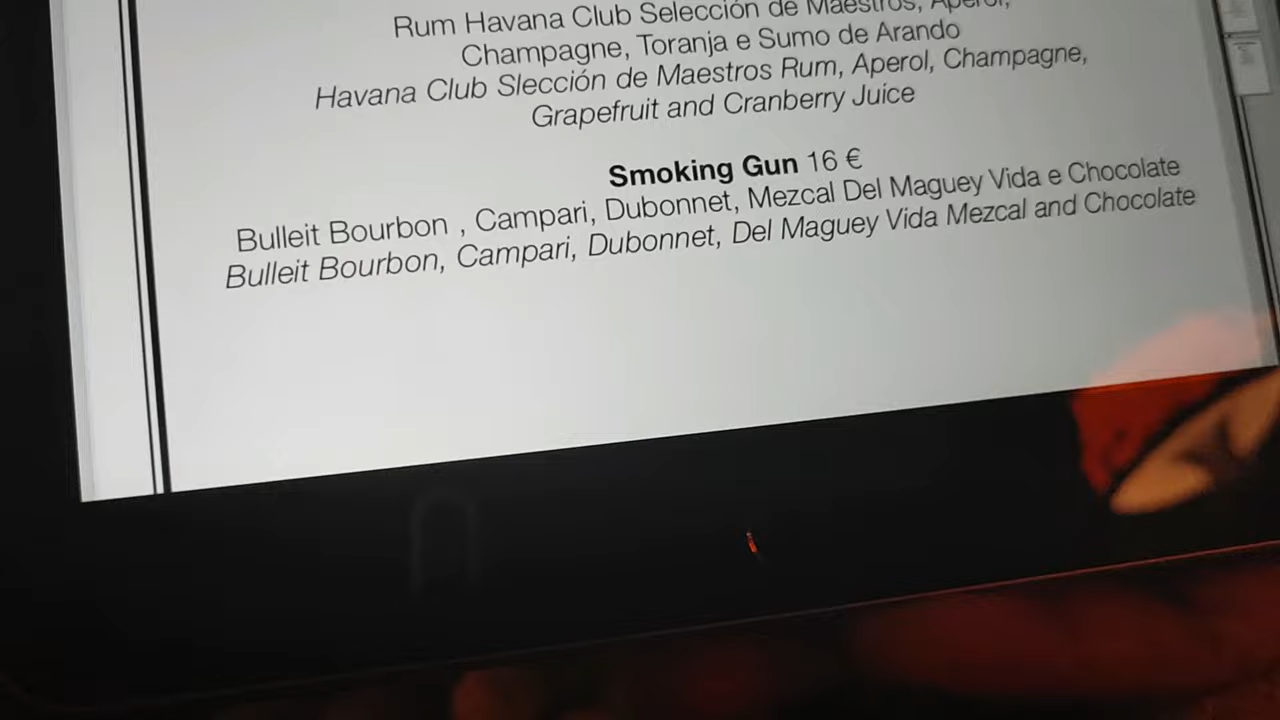 Rum Havana Club Selección de Maestros, Aperol,
Champagne, Toranja e Sumo de Arando
Havana Club Slección de Maestros Rum, Aperol, Champagne,
Grapefruit and Cranberry Juice
Smoking Gun 16 €
Bulleit Bourbon , Campari, Dubonnet, Mezcal Del Maguey Vida e Chocolate
Bulleit Bourbon, Campari, Dubonnet, Del Maguey Vida Mezcal and Chocolate